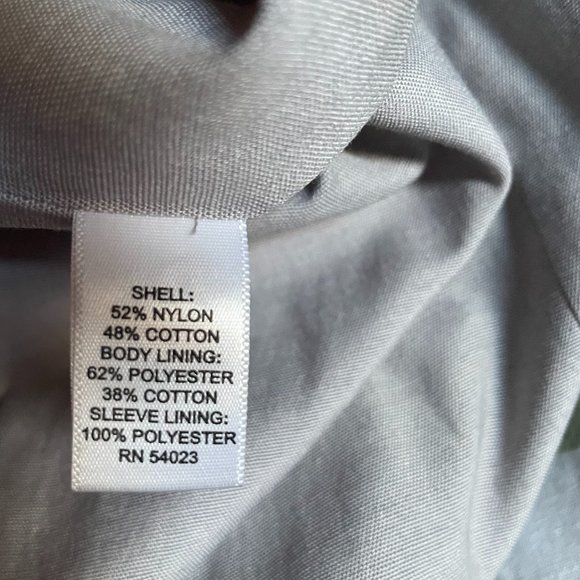 SHELL:
52% NYLON
48% COTTON
BODY LINING:
62% POLYESTER
38% COTTON
SLEEVE LINING:
100% POLYESTER
RN 54023